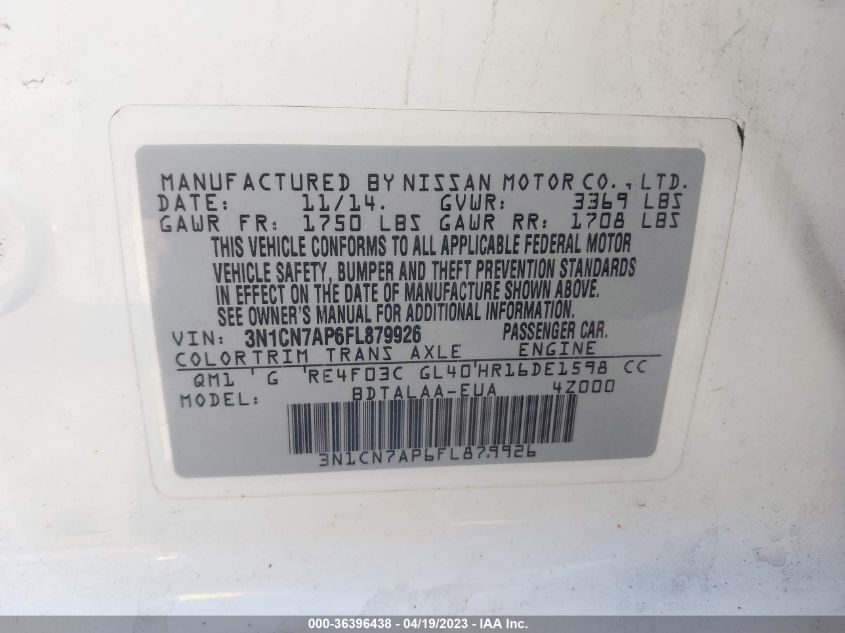 MANUFACTURED BY NISSAN MOTOR CO., LTD.
DATE: 11/14. GVWR: 3369 LBS
GAWR FR: 1750 LBS GAWR RR: 1708 LBS
THIS VEHICLE CONFORMS TO ALL APPLICABLE FEDERAL MOTOR
VEHICLE SAFETY, BUMPER AND THEFT PREVENTION STANDARDS
IN EFFECT ON THE DATE OF MANUFACTURE SHOWN ABOVE.
SEE OWNER'S MANUAL FOR ADDITIONAL INFORMATION.
VIN: 3N1CN7AP6FL879926 PASSENGER CAR.
COLORTRIM TRANS AXLE ENGINE
QM1 G RE4F03C GL40 HR16DE1598 CC
MODEL: BDTALAA-EUA 4Z000
3N1CN7AP6FL879926
000-36396438 - 04/19/2023 - IAA Inc.